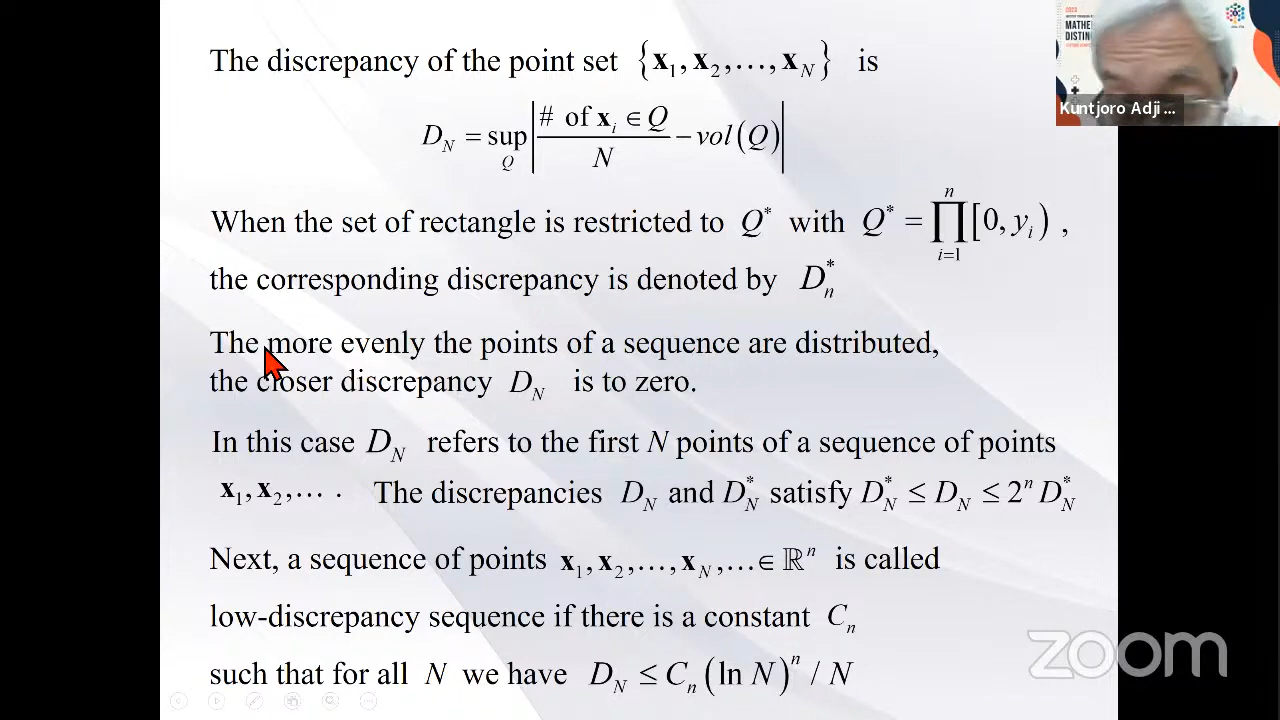 The discrepancy of the point set {x₁, x₂, …, x_N} is
D_N = sup_Q | # of x_i ∈ Q / N − vol(Q) |
When the set of rectangle is restricted to Q* with Q* = ∏_{i=1}^{n} [0, y_i) ,
the corresponding discrepancy is denoted by D_n^*
The more evenly the points of a sequence are distributed,
the closer discrepancy D_N is to zero.
In this case D_N refers to the first N points of a sequence of points
x₁, x₂, … . The discrepancies D_N and D_N^* satisfy D_N^* ≤ D_N ≤ 2^n D_N^*
Next, a sequence of points x₁, x₂, …, x_N, … ∈ ℝ^n is called
low-discrepancy sequence if there is a constant C_n
such that for all N we have D_N ≤ C_n (ln N)^n / N
2023
MATHE
DISTIN
Kuntjoro Adji ...
zoom